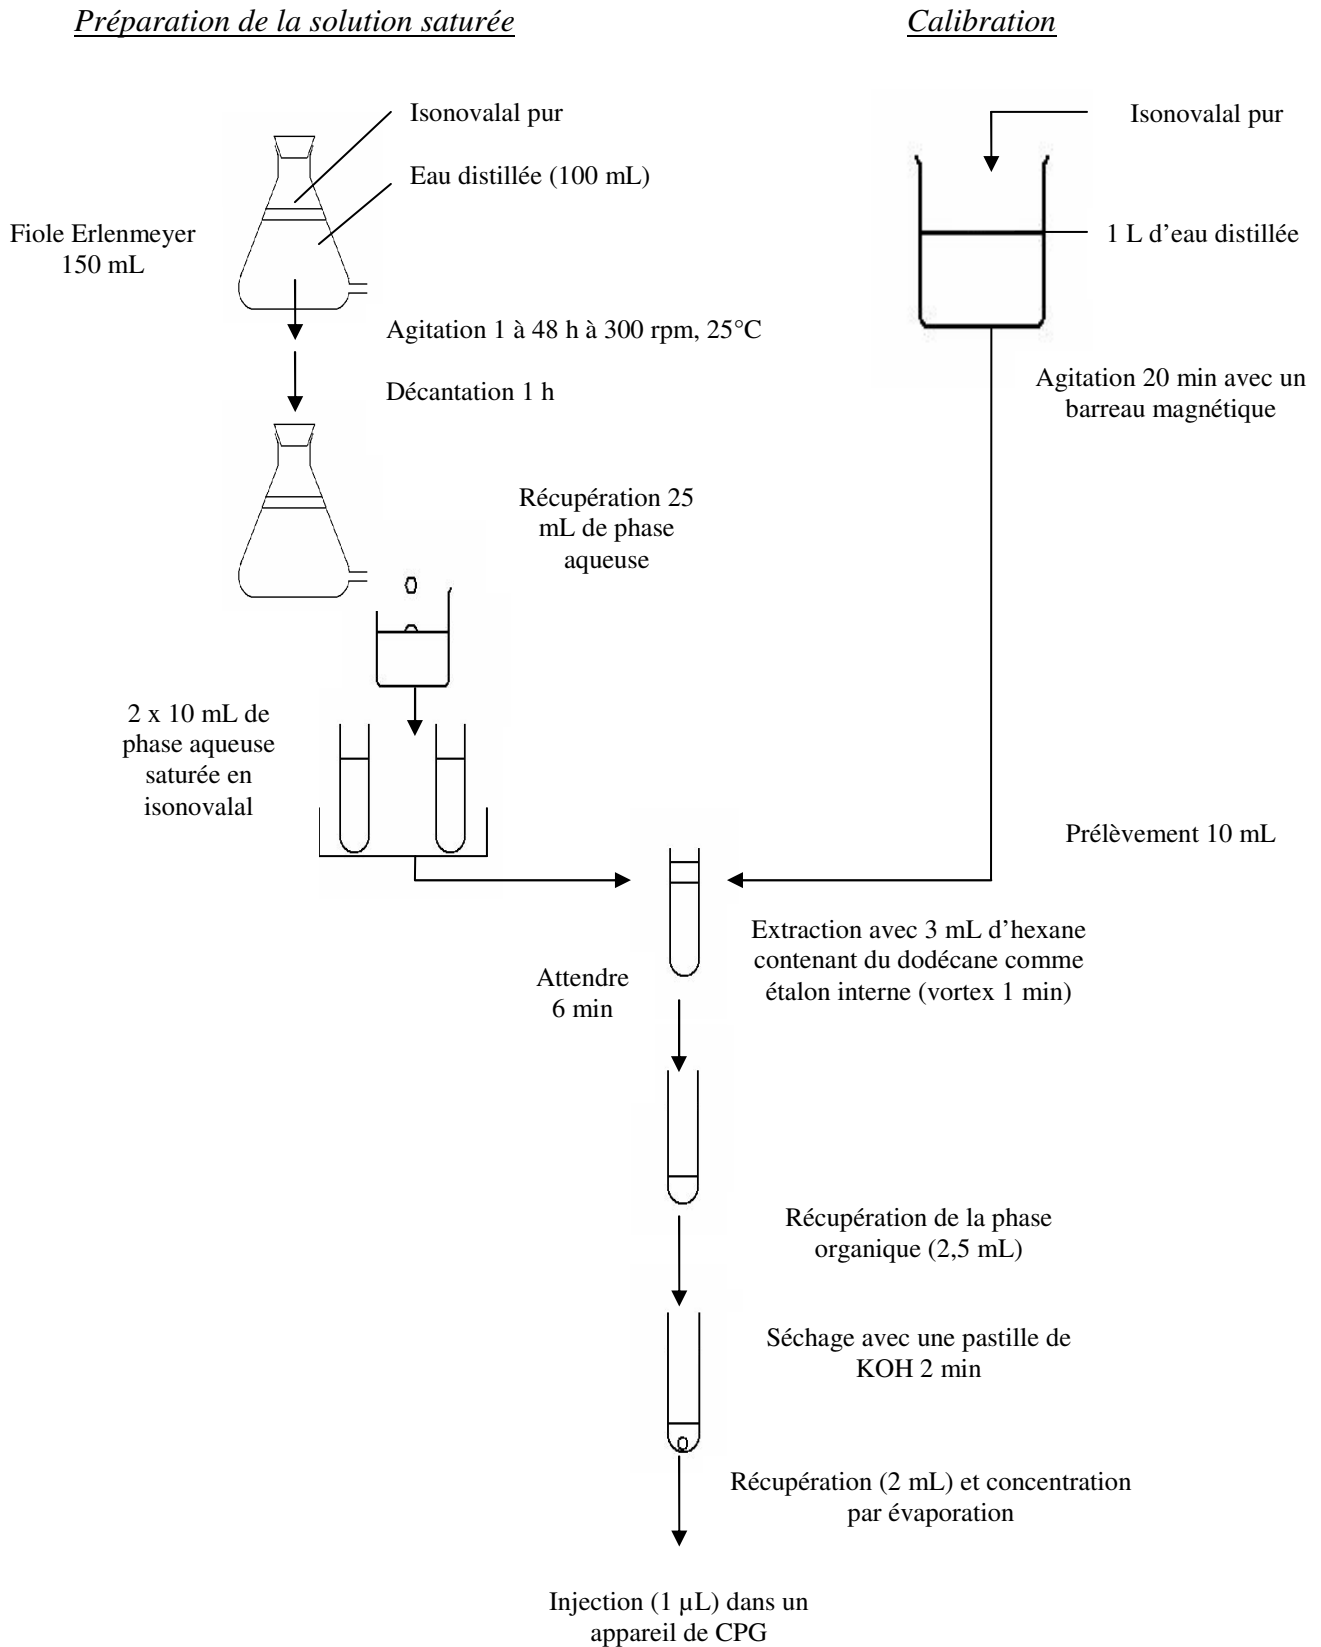 Préparation de la solution saturée
Calibration
Isonovalal pur
Eau distillée (100 mL)
Fiole Erlenmeyer
150 mL
Agitation 1 à 48 h à 300 rpm, 25°C
Décantation 1 h
Isonovalal pur
1 L d'eau distillée
Agitation 20 min avec un
barreau magnétique
Récupération 25
mL de phase
aqueuse
2 x 10 mL de
phase aqueuse
saturée en
isonovalal
Prélèvement 10 mL
Extraction avec 3 mL d'hexane
contenant du dodécane comme
étalon interne (vortex 1 min)
Attendre
6 min
Récupération de la phase
organique (2,5 mL)
Séchage avec une pastille de
KOH 2 min
Récupération (2 mL) et concentration
par évaporation
Injection (1 µL) dans un
appareil de CPG